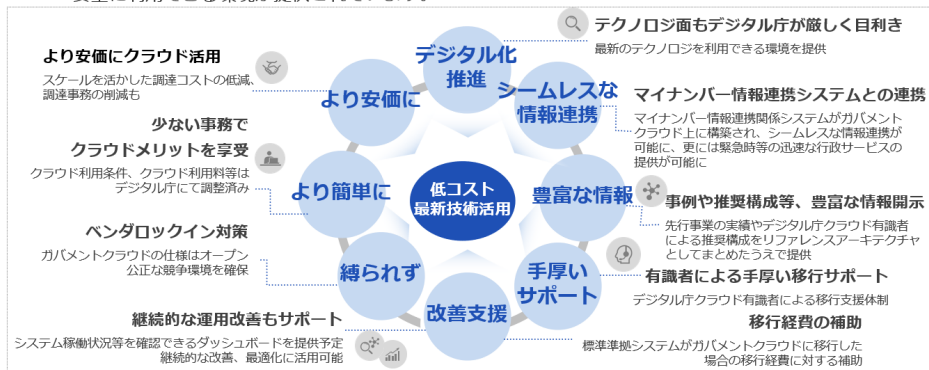 テクノロジ面もデジタル庁が厳しく目利き
最新のテクノロジを利用できる環境を提供
より安価にクラウド活用
スケールを活かした調達コストの低減、
調達事務の削減も
デジタル化
推進
より安価に
シームレスな
情報連携
マイナンバー情報連携システムとの連携
マイナンバー情報連携関係システムがガバメント
クラウド上に構築され、シームレスな情報連携が
可能に、更には緊急時等の迅速な行政サービスの
提供が可能に
少ない事務で
クラウドメリットを享受
クラウド利用条件、クラウド利用料等は
デジタル庁にて調整済み
より簡単に
低コスト
最新技術活用
豊富な情報
事例や推奨構成等、豊富な情報開示
先行事業の実績やデジタル庁クラウド有識者
による推奨構成をリファレンスアーキテクチャ
としてまとめたうえで提供
ベンダロックイン対策
ガバメントクラウドの仕様はオープン
公正な競争環境を確保
縛られず
手厚い
サポート
有識者による手厚い移行サポート
デジタル庁クラウド有識者による移行支援体制
改善支援
継続的な運用改善もサポート
システム稼働状況等を確認できるダッシュボードを提供予定
継続的な改善、最適化に活用可能
移行経費の補助
標準準拠システムがガバメントクラウドに移行した
場合の移行経費に対する補助